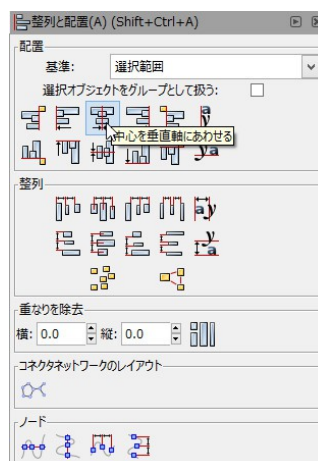 整列と配置(A) (Shift+Ctrl+A)
配置
基準: 選択範囲
選択オブジェクトをグループとして扱う:
a y
中心を垂直軸にあわせる
ya
整列
ay
y a
重なりを除去
横: 0.0 縦: 0.0
コネクタネットワークのレイアウト
ノード